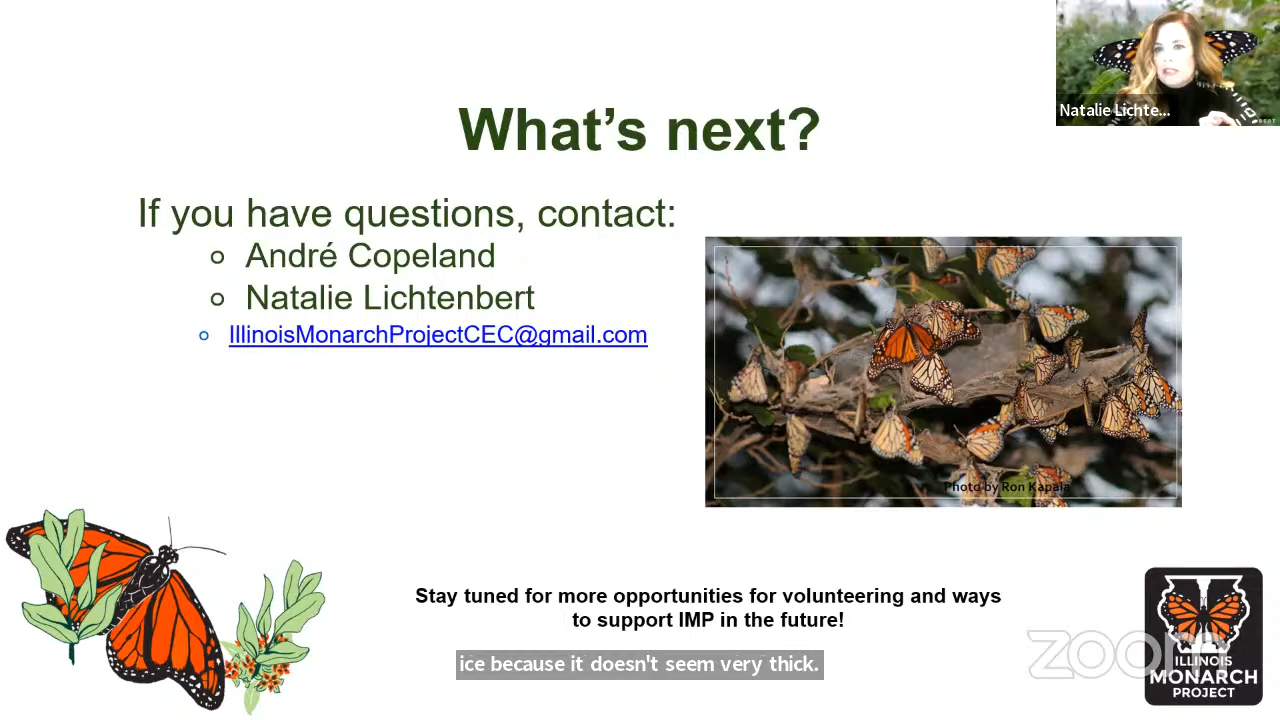 What's next?
Natalie Lichte...
If you have questions, contact:
André Copeland
Natalie Lichtenbert
IllinoisMonarchProjectCEC@gmail.com
Photo by Ron Kapala
Stay tuned for more opportunities for volunteering and ways
to support IMP in the future!
ice because it doesn't seem very thick.
zoom
ILLINOIS
MONARCH
PROJECT